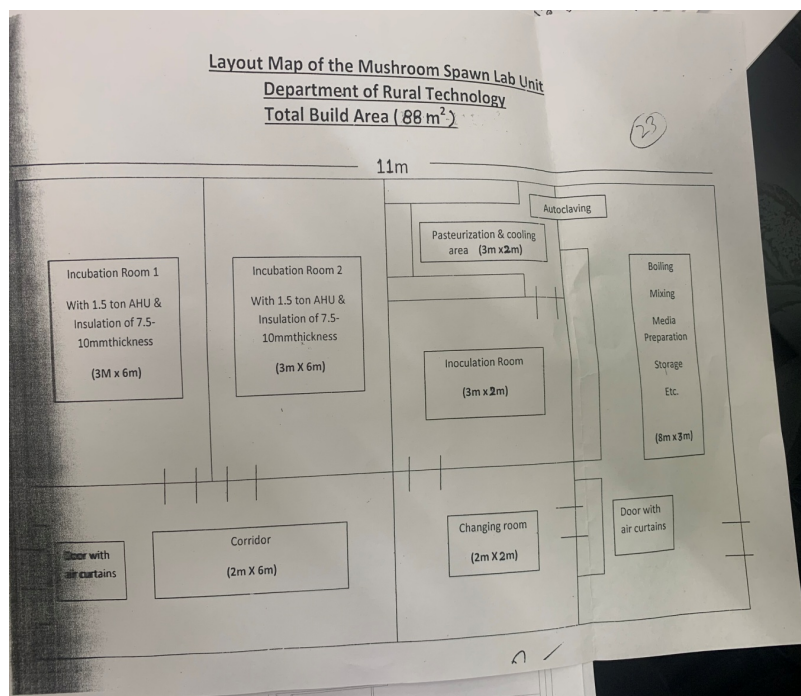 Layout Map of the Mushroom Spawn Lab Unit
Department of Rural Technology
Total Build Area (88 m²)
23
11m
Autoclaving
Pasteurization & cooling
area (3m x2m)
Incubation Room 1
With 1.5 ton AHU &
Insulation of 7.5-
10mmthickness
(3M x 6m)
Incubation Room 2
With 1.5 ton AHU &
Insulation of 7.5-
10mmthickness
(3m X 6m)
Boiling
Mixing
Media
Preparation
Storage
Etc.
(8m x3m)
Inoculation Room
(3m x2m)
Door with
air curtains
Corridor
(2m X 6m)
Changing room
(2m X2m)
Door with
air curtains